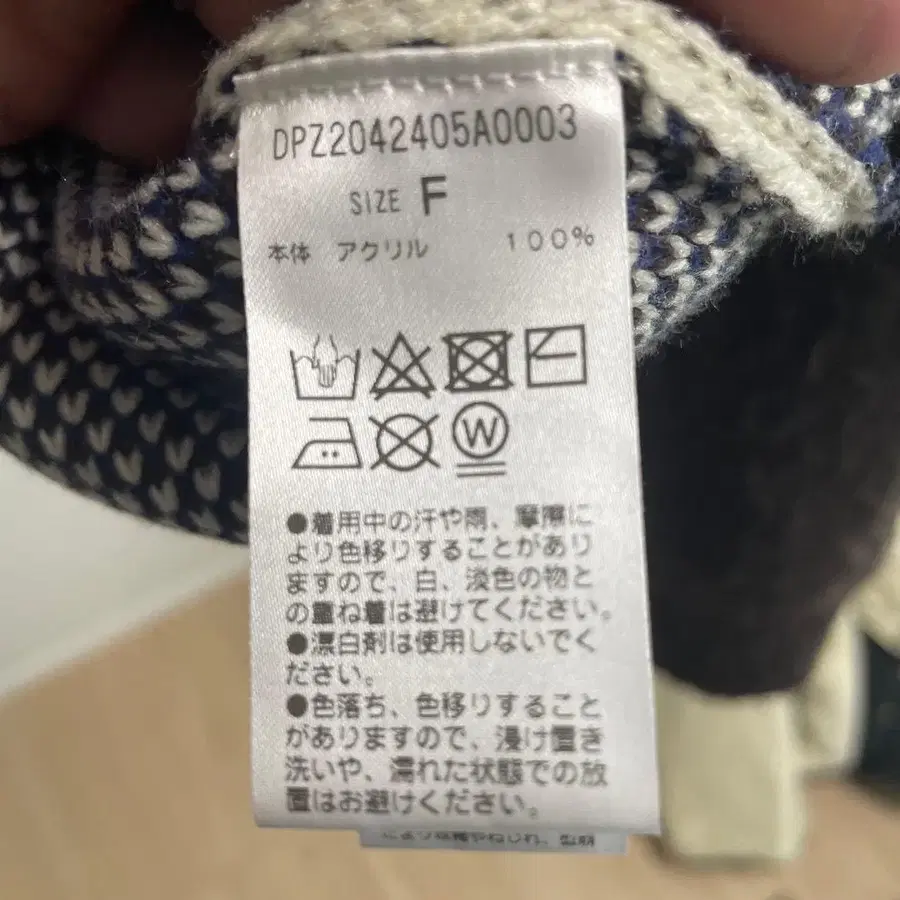 DPZ2042405A0003
SIZE F
本体 アクリル 100%
W
●着用中の汗や雨、摩擦に
より色移りすることがあり
ますので、白、淡色の物と
の重ね着は避けてください。
●漂白剤は使用しないでく
ださい。
●色落ち、色移りすること
がありますので、浸け置き
洗いや、濡れた状態での放
置はお避けください。